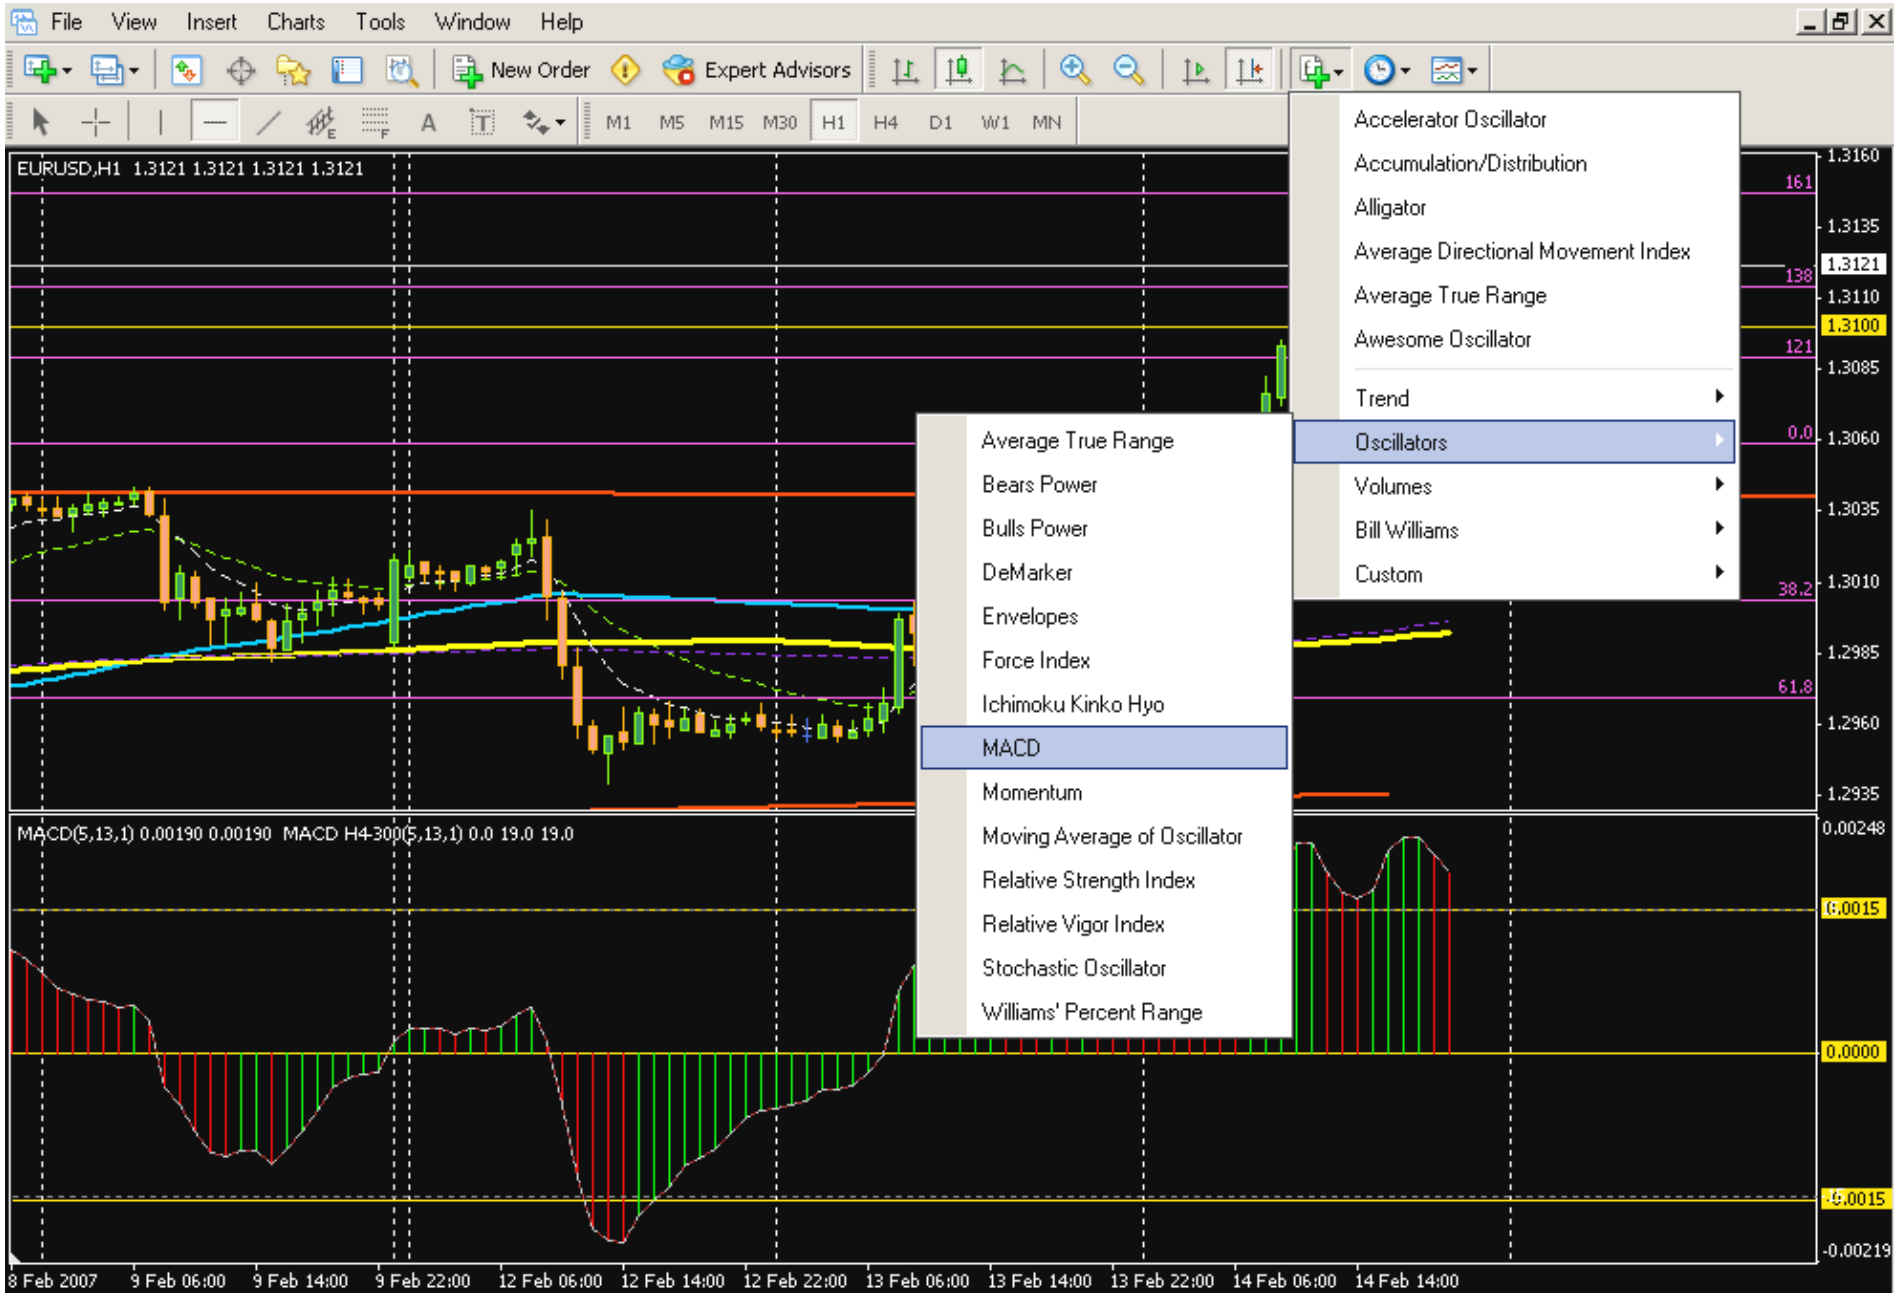 File View Insert Charts Tools Window Help
New Order Expert Advisors
E F A T M1 M5 M15 M30 H1 H4 D1 W1 MN
EURUSD,H1 1.3121 1.3121 1.3121 1.3121
Accelerator Oscillator
Accumulation/Distribution
Alligator
Average Directional Movement Index
Average True Range
Awesome Oscillator
Trend
Oscillators
Volumes
Bill Williams
Custom
Average True Range
Bears Power
Bulls Power
DeMarker
Envelopes
Force Index
Ichimoku Kinko Hyo
MACD
Momentum
Moving Average of Oscillator
Relative Strength Index
Relative Vigor Index
Stochastic Oscillator
Williams' Percent Range
161
138
121
0.0
38.2
61.8
1.3160
1.3135
1.3121
1.3110
1.3100
1.3085
1.3060
1.3035
1.3010
1.2985
1.2960
1.2935
MACD(5,13,1) 0.00190 0.00190 MACD H4-300(5,13,1) 0.0 19.0 19.0
0.00248
0.0015
0.0000
-0.0015
-0.00219
8 Feb 2007 9 Feb 06:00 9 Feb 14:00 9 Feb 22:00 12 Feb 06:00 12 Feb 14:00 12 Feb 22:00 13 Feb 06:00 13 Feb 14:00 13 Feb 22:00 14 Feb 06:00 14 Feb 14:00